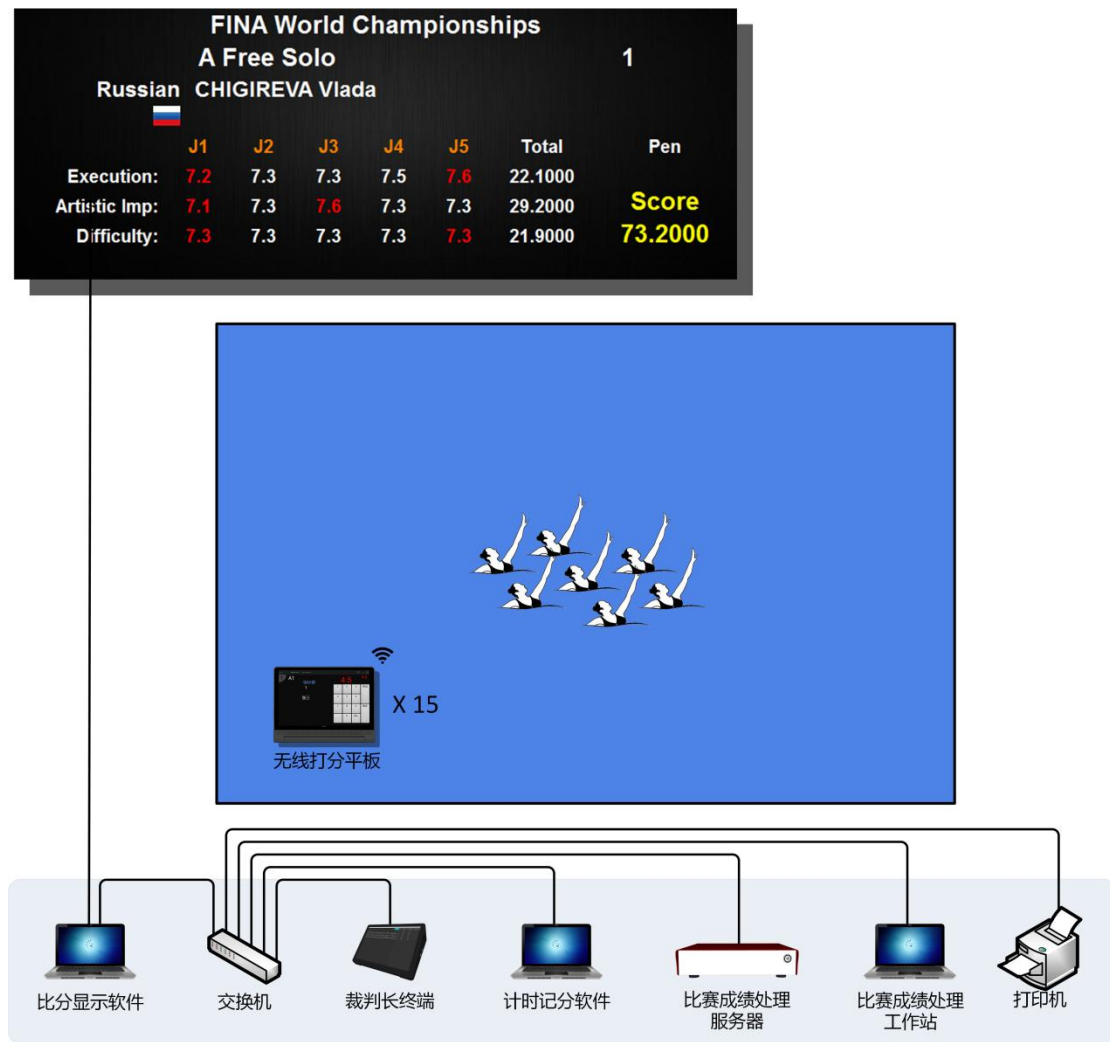 FINA World Championships
A Free Solo 1
Russian CHIGIREVA Vlada
J1 J2 J3 J4 J5 Total Pen
Execution: 7.2 7.3 7.3 7.5 7.6 22.1000
Artistic Imp: 7.1 7.3 7.6 7.3 7.3 29.2000
Difficulty: 7.3 7.3 7.3 7.3 7.3 21.9000
Score
73.2000
A1
4.5
X 15
无线打分平板
比分显示软件
交换机
裁判长终端
计时记分软件
比赛成绩处理
服务器
比赛成绩处理
工作站
打印机